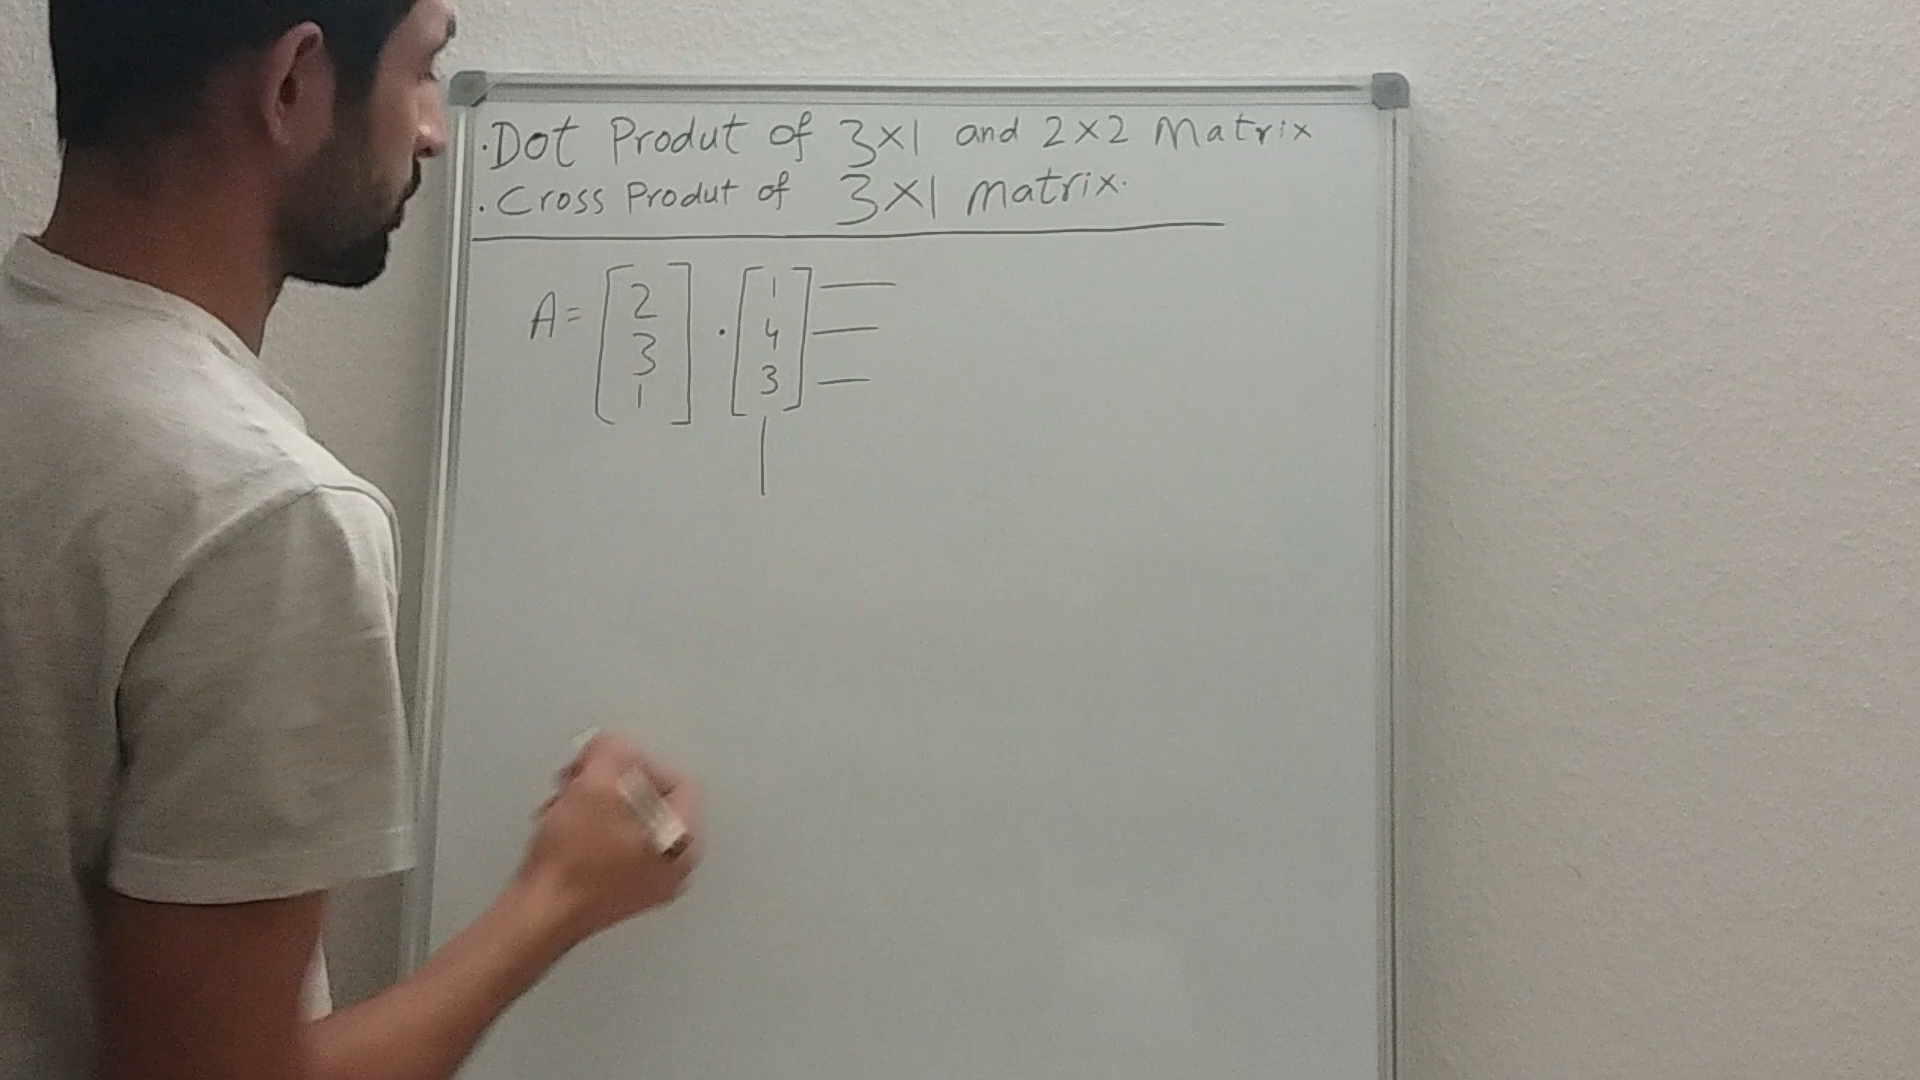 . Dot Produt of 3×1 and 2×2 Matrix
. Cross Produt of 3×1 matrix.
A = [2 3 1] . [1 4 3]